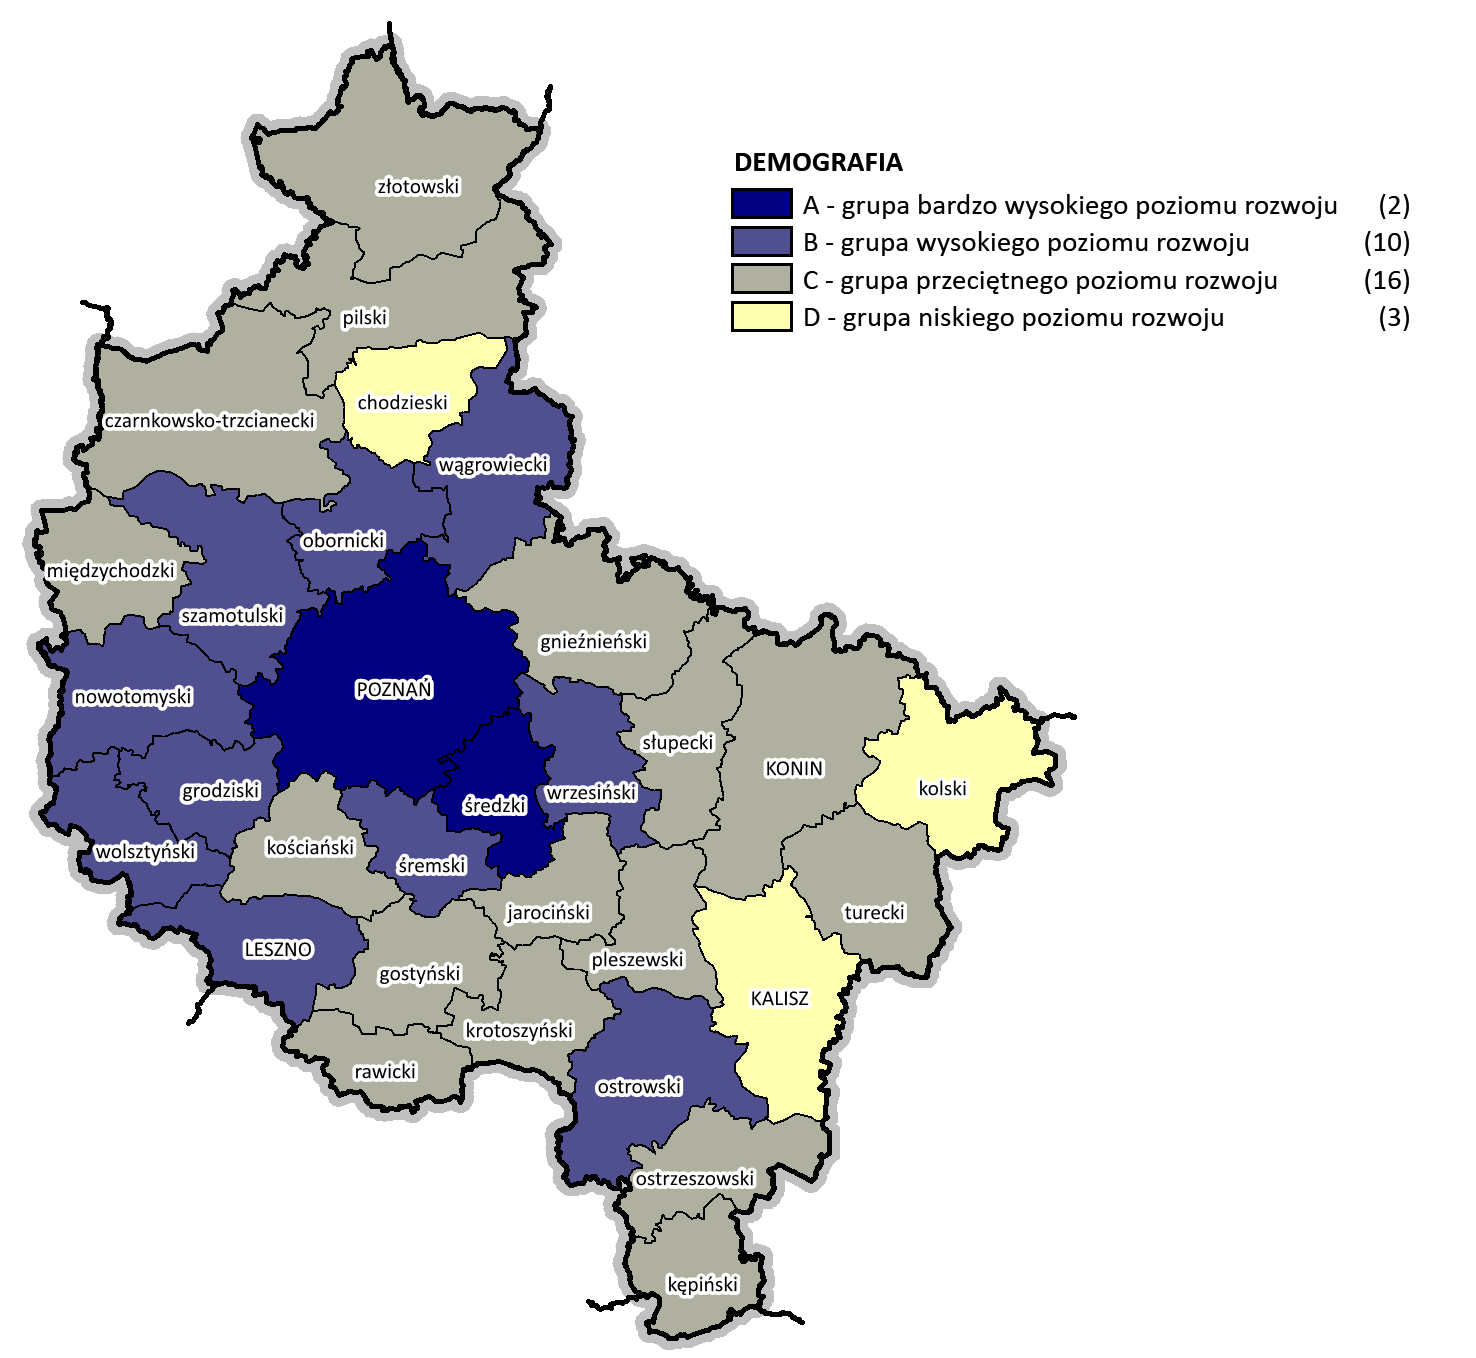 DEMOGRAFIA
A - grupa bardzo wysokiego poziomu rozwoju (2)
B - grupa wysokiego poziomu rozwoju (10)
C - grupa przeciętnego poziomu rozwoju (16)
D - grupa niskiego poziomu rozwoju (3)
złotowski
pilski
chodzieski
czarnkowsko-trzcianecki
wągrowiecki
obornicki
międzychodzki
szamotulski
gnieźnieński
POZNAŃ
nowotomyski
słupecki
KONIN
kolski
grodziski
wrzesiński
średzki
kościański
wolsztyński
śremski
jarociński
turecki
LESZNO
pleszewski
gostyński
KALISZ
krotoszyński
rawicki
ostrowski
ostrzeszowski
kępiński